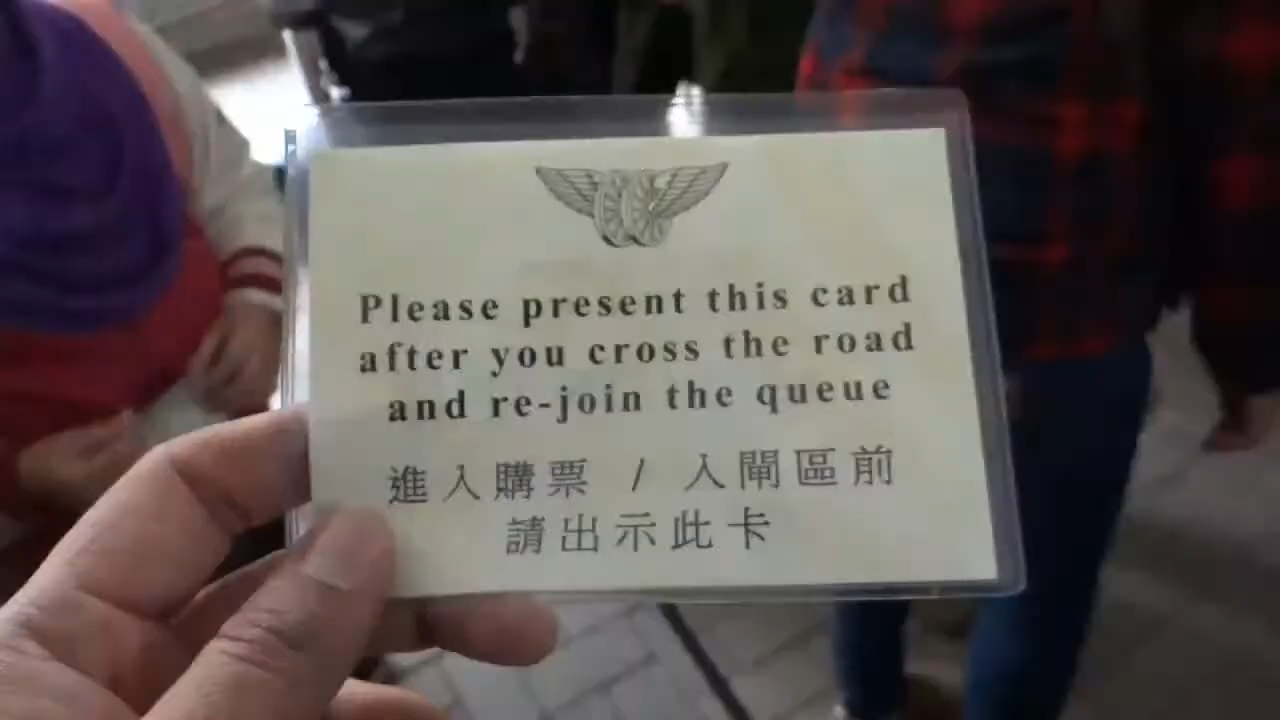 Please present this card
after you cross the road
and re-join the queue
進入購票 / 入閘區前
請出示此卡